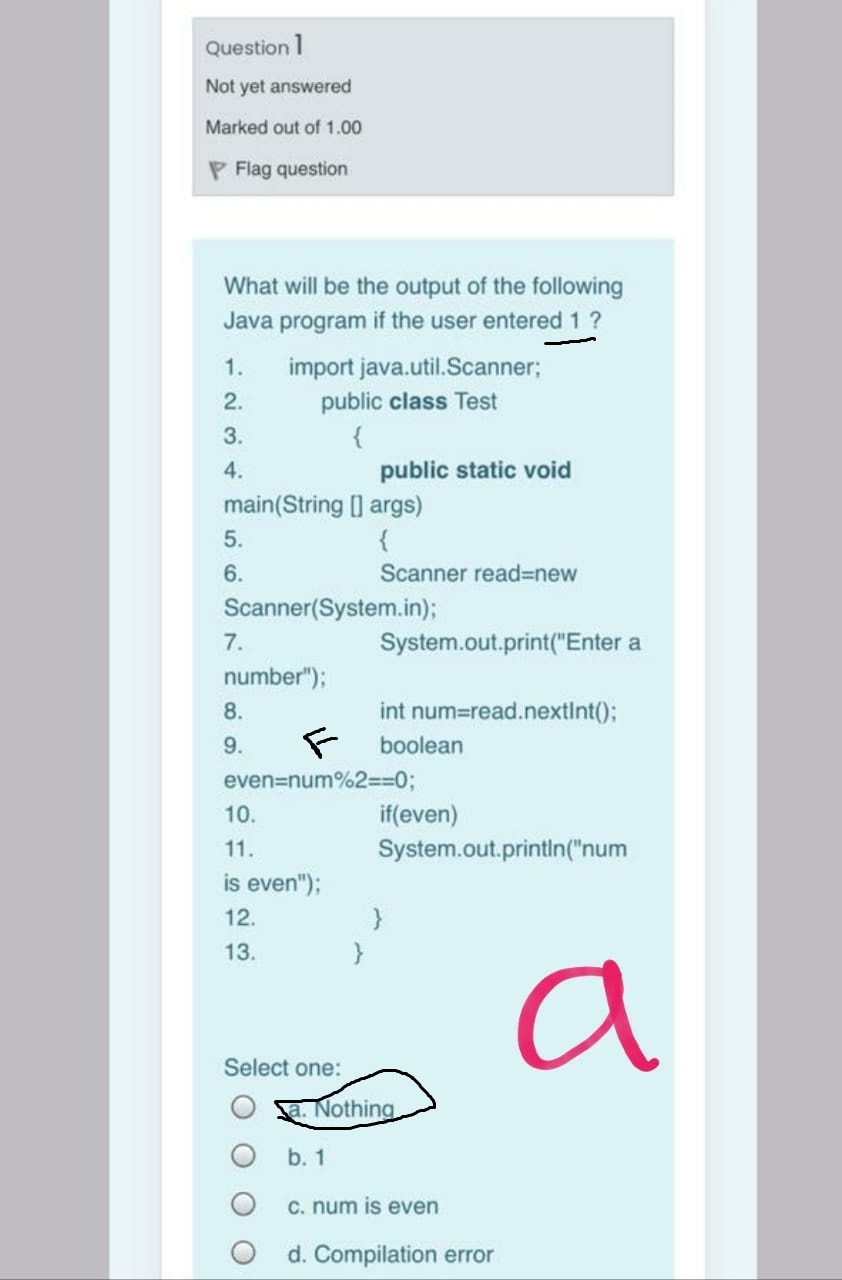 Question 1
Not yet answered
Marked out of 1.00
Flag question
What will be the output of the following
Java program if the user entered 1 ?
1. import java.util.Scanner;
2. public class Test
3. {
4. public static void
main(String [] args)
5. {
6. Scanner read=new
Scanner(System.in);
7. System.out.print("Enter a
number");
8. int num=read.nextInt();
9. F boolean
even=num%2==0;
10. if(even)
11. System.out.println("num
is even");
12. }
13. }
a
Select one:
a. Nothing
b. 1
c. num is even
d. Compilation error